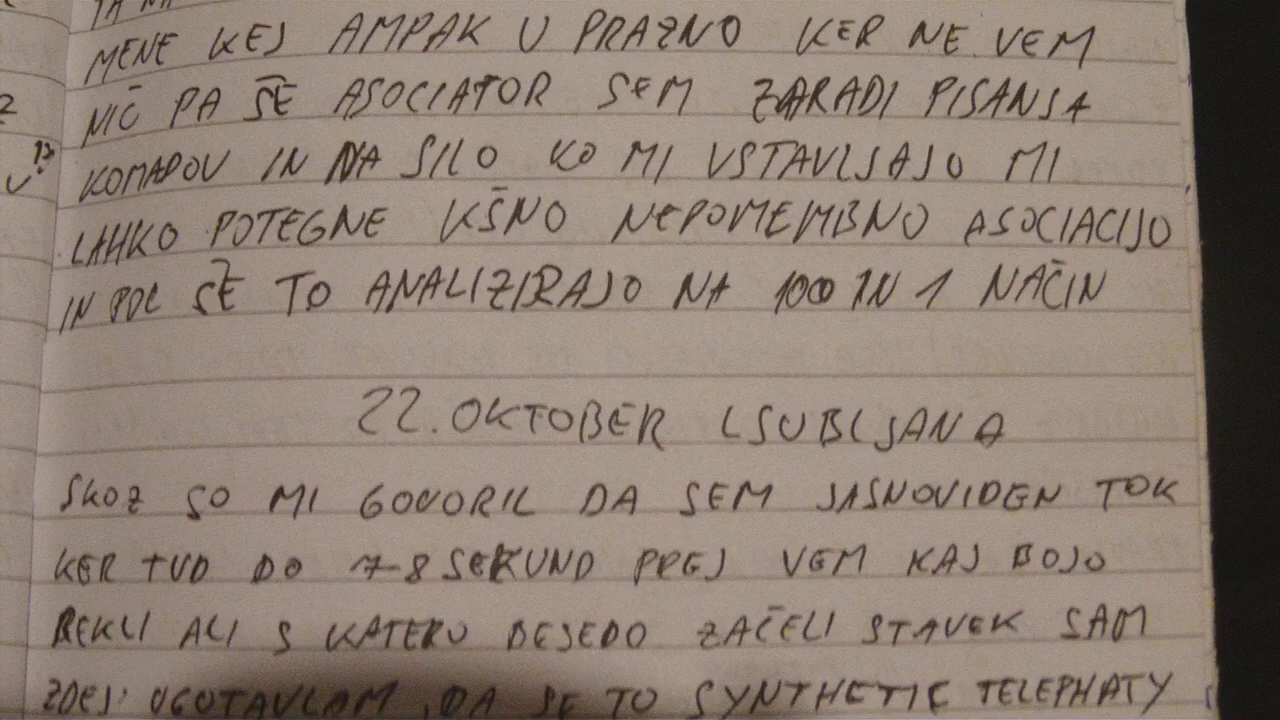 MENE KEJ AMPAK V PRAZNO KER NE VEM
NIČ PA ŠE ASOCIATOR SEM ZARADI PISANJA
KOMADOV IN NA SILO KO MI VSTAVLJAJO MI
LAHKO POTEGNE KŠNO NEPOMEMBNO ASOCIACIJO
IN POL ŠE TO ANALIZIRAJO NA 100 IN 1 NAČIN
22. OKTOBER LJUBLJANA
SKOZ SO MI GOVORIL DA SEM JASNOVIDEN TOK
KER TUD DO 7-8 SEKUND PREJ VEM KAJ BOJO
REKLI ALI S KATERO BESEDO ZAČELI STAVEK SAM
ZDEJ UGOTAVLAM, DA SE TO SYNTHETIC TELEPHATY